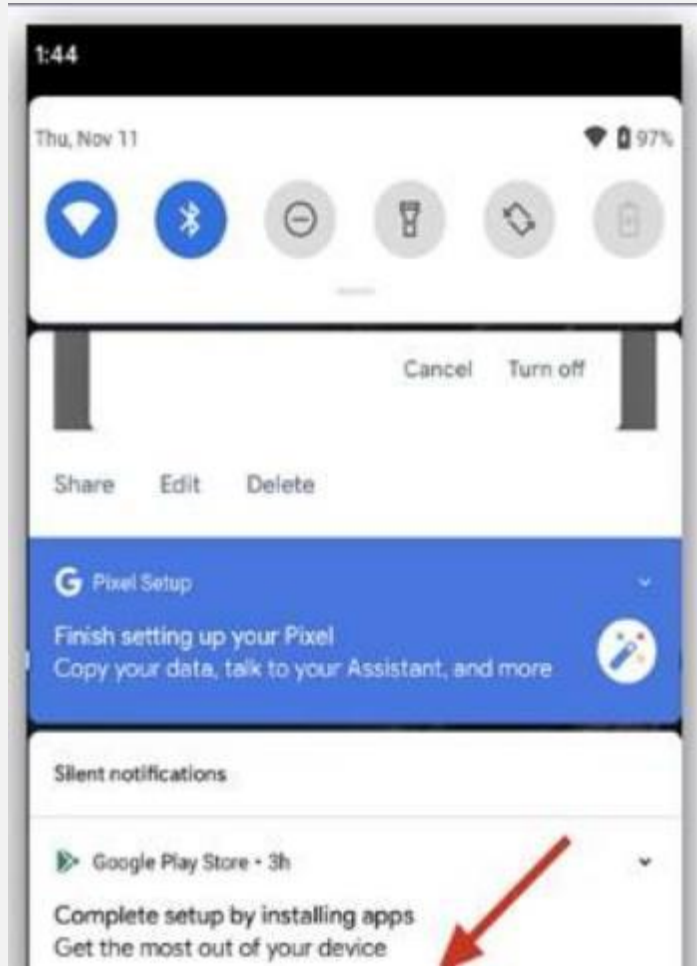 1:44
Thu, Nov 11
97%
Cancel Turn off
Share Edit Delete
G Pixel Setup
Finish setting up your Pixel
Copy your data, talk to your Assistant, and more
Silent notifications
Google Play Store • 3h
Complete setup by installing apps
Get the most out of your device